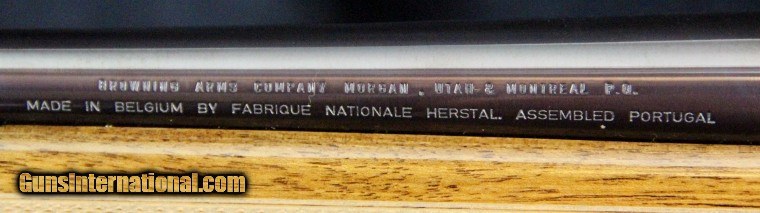 BROWNING ARMS COMPANY MORGAN, UTAH & MONTREAL P.Q.
MADE IN BELGIUM BY FABRIQUE NATIONALE HERSTAL. ASSEMBLED PORTUGAL
GunsInternational.com